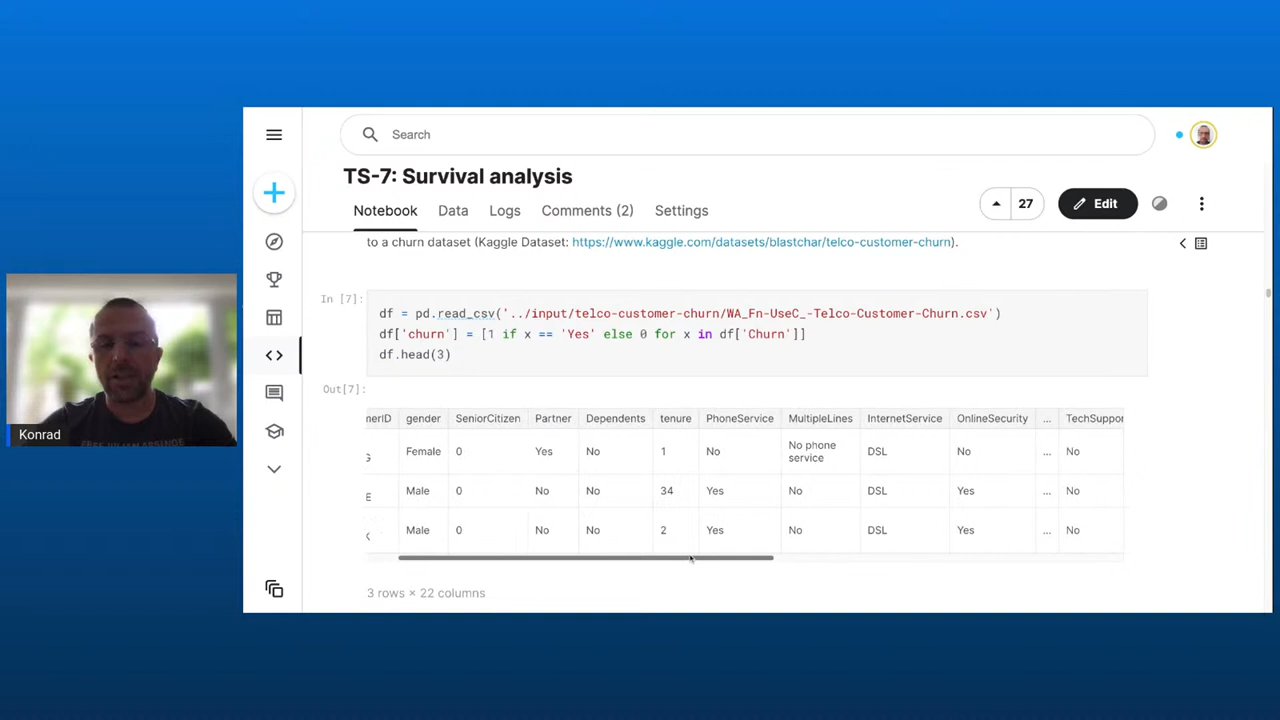 Search
TS-7: Survival analysis
Notebook Data Logs Comments (2) Settings
27
Edit
to a churn dataset (Kaggle Dataset: https://www.kaggle.com/datasets/blastchar/telco-customer-churn).
In [7]:
df = pd.read_csv('../input/telco-customer-churn/WA_Fn-UseC_-Telco-Customer-Churn.csv')
df['churn'] = [1 if x == 'Yes' else 0 for x in df['Churn']]
df.head(3)
Out[7]:
merID gender SeniorCitizen Partner Dependents tenure PhoneService MultipleLines InternetService OnlineSecurity ... TechSuppor
G Female 0 Yes No 1 No No phone service DSL No ... No
E Male 0 No No 34 Yes No DSL Yes ... No
K Male 0 No No 2 Yes No DSL Yes ... No
3 rows × 22 columns
Konrad